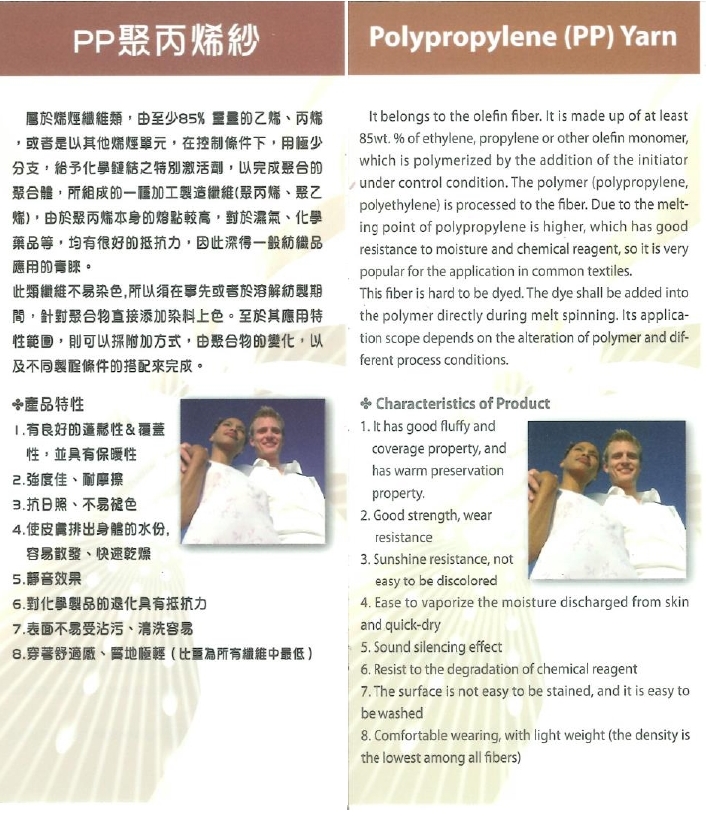 PP聚丙烯紗
屬於烯烴纖維類，由至少85% 重量的乙烯、丙烯
，或者是以其他烯烴單元，在控制條件下，用極少
分支，給予化學鏈結之特別激活劑，以完成聚合的
聚合體，所組成的一種加工製造纖維(聚丙烯、聚乙
烯)，由於聚丙烯本身的熔點較高，對於濕氣、化學
藥品等，均有很好的抵抗力，因此深得一般紡織品
應用的青睞。
此類纖維不易染色,所以須在事先或者於溶解紡製期
間，針對聚合物直接添加染料上色。至於其應用特
性範圍，則可以採附加方式，由聚合物的變化，以
及不同製程條件的搭配來完成。
✤產品特性
1.有良好的蓬鬆性＆覆蓋
性，並具有保暖性
2.強度佳、耐摩擦
3.抗日照、不易褪色
4.使皮膚排出身體的水份,
容易散發、快速乾燥
5.靜音效果
6.對化學製品的退化具有抵抗力
7.表面不易受沾污、清洗容易
8.穿著舒適感、質地極輕（比重為所有纖維中最低）
Polypropylene (PP) Yarn
It belongs to the olefin fiber. It is made up of at least
85wt. % of ethylene, propylene or other olefin monomer,
which is polymerized by the addition of the initiator
under control condition. The polymer (polypropylene,
polyethylene) is processed to the fiber. Due to the melt-
ing point of polypropylene is higher, which has good
resistance to moisture and chemical reagent, so it is very
popular for the application in common textiles.
This fiber is hard to be dyed. The dye shall be added into
the polymer directly during melt spinning. Its applica-
tion scope depends on the alteration of polymer and dif-
ferent process conditions.
✤ Characteristics of Product
1. It has good fluffy and
coverage property, and
has warm preservation
property.
2. Good strength, wear
resistance
3. Sunshine resistance, not
easy to be discolored
4. Ease to vaporize the moisture discharged from skin
and quick-dry
5. Sound silencing effect
6. Resist to the degradation of chemical reagent
7. The surface is not easy to be stained, and it is easy to
be washed
8. Comfortable wearing, with light weight (the density is
the lowest among all fibers)